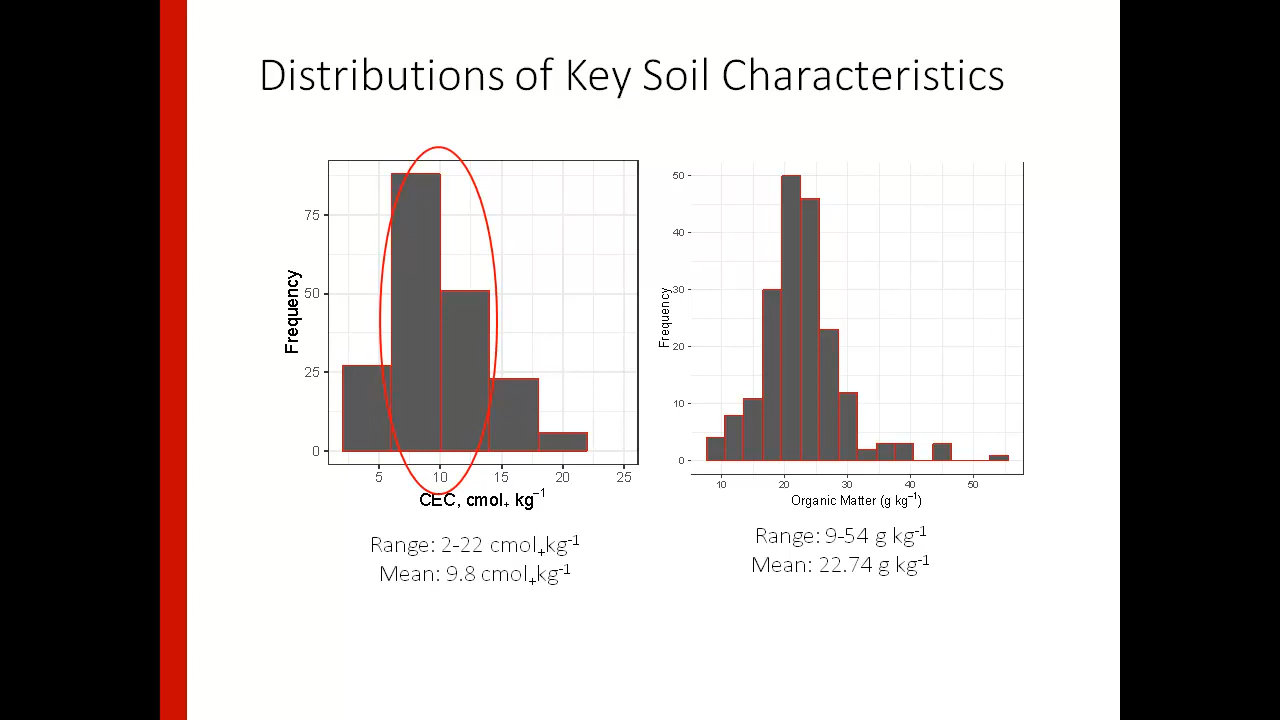 Distributions of Key Soil Characteristics
Frequency
75
50
25
0
5 10 15 20 25
CEC, cmol₊ kg⁻¹
Range: 2-22 cmol₊kg⁻¹
Mean: 9.8 cmol₊kg⁻¹
Frequency
50
40
30
20
10
0
10 20 30 40 50
Organic Matter (g kg⁻¹)
Range: 9-54 g kg⁻¹
Mean: 22.74 g kg⁻¹